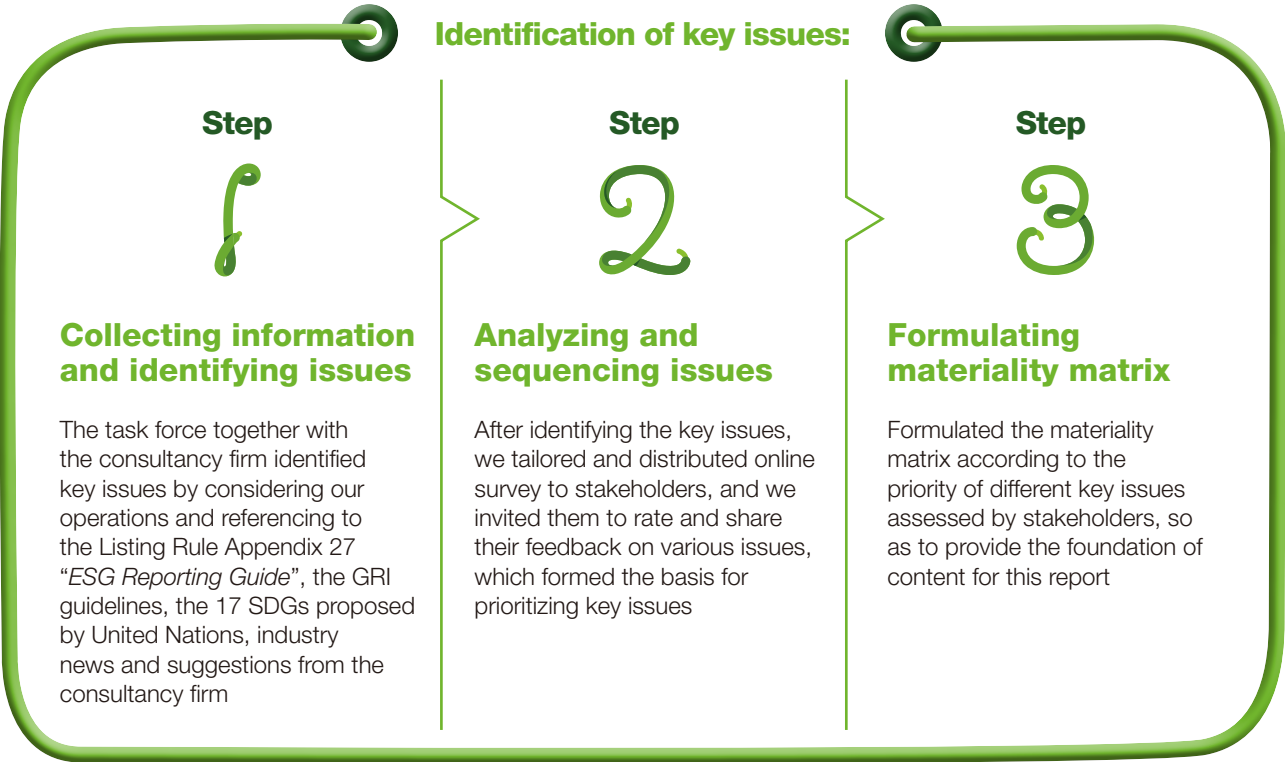 Identification of key issues:
Step
1
Collecting information
and identifying issues
The task force together with
the consultancy firm identified
key issues by considering our
operations and referencing to
the Listing Rule Appendix 27
“ESG Reporting Guide”, the GRI
guidelines, the 17 SDGs proposed
by United Nations, industry
news and suggestions from the
consultancy firm
Step
2
Analyzing and
sequencing issues
After identifying the key issues,
we tailored and distributed online
survey to stakeholders, and we
invited them to rate and share
their feedback on various issues,
which formed the basis for
prioritizing key issues
Step
3
Formulating
materiality matrix
Formulated the materiality
matrix according to the
priority of different key issues
assessed by stakeholders, so
as to provide the foundation of
content for this report